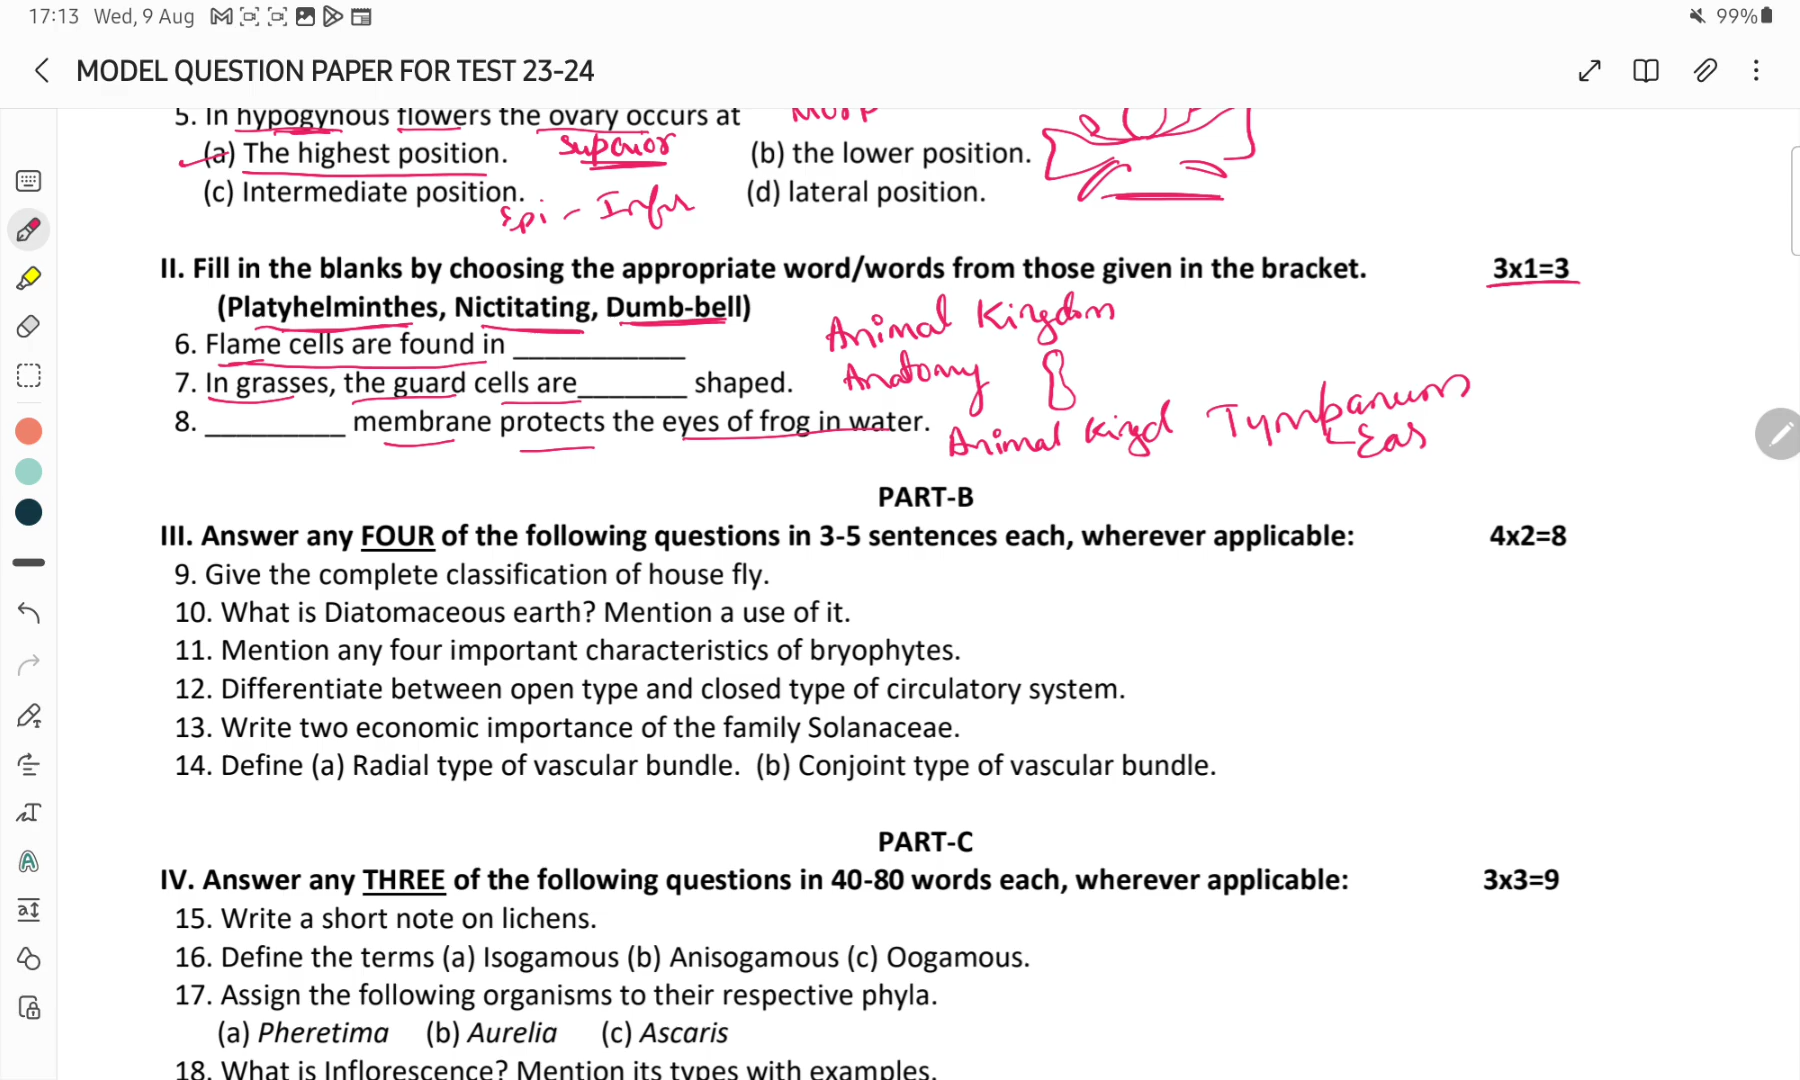 17:13 Wed, 9 Aug
99%
MODEL QUESTION PAPER FOR TEST 23-24
5. In hypogynous flowers the ovary occurs at
(a) The highest position. (b) the lower position.
Superior
(c) Intermediate position. (d) lateral position.
Epi - Infr
II. Fill in the blanks by choosing the appropriate word/words from those given in the bracket. 3x1=3
(Platyhelminthes, Nictitating, Dumb-bell)
Animal Kingdom
6. Flame cells are found in ___________
7. In grasses, the guard cells are_______ shaped.
Anatomy
8. _________ membrane protects the eyes of frog in water.
Animal Kingd Tympanum
Ear
PART-B
III. Answer any FOUR of the following questions in 3-5 sentences each, wherever applicable: 4x2=8
9. Give the complete classification of house fly.
10. What is Diatomaceous earth? Mention a use of it.
11. Mention any four important characteristics of bryophytes.
12. Differentiate between open type and closed type of circulatory system.
13. Write two economic importance of the family Solanaceae.
14. Define (a) Radial type of vascular bundle. (b) Conjoint type of vascular bundle.
PART-C
IV. Answer any THREE of the following questions in 40-80 words each, wherever applicable: 3x3=9
15. Write a short note on lichens.
16. Define the terms (a) Isogamous (b) Anisogamous (c) Oogamous.
17. Assign the following organisms to their respective phyla.
(a) Pheretima (b) Aurelia (c) Ascaris
18. What is Inflorescence? Mention its types with examples.